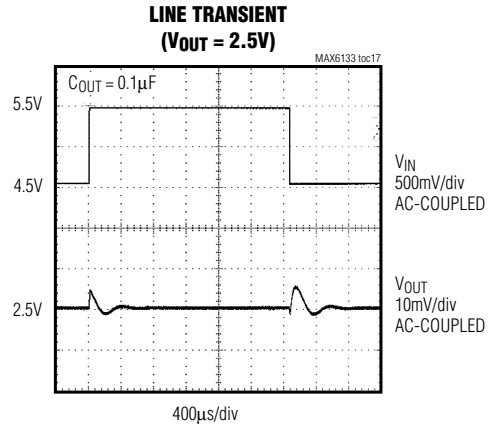 LINE TRANSIENT
(VOUT = 2.5V)
MAX6133 toc17
COUT = 0.1μF
5.5V
4.5V
VIN
500mV/div
AC-COUPLED
2.5V
VOUT
10mV/div
AC-COUPLED
400μs/div